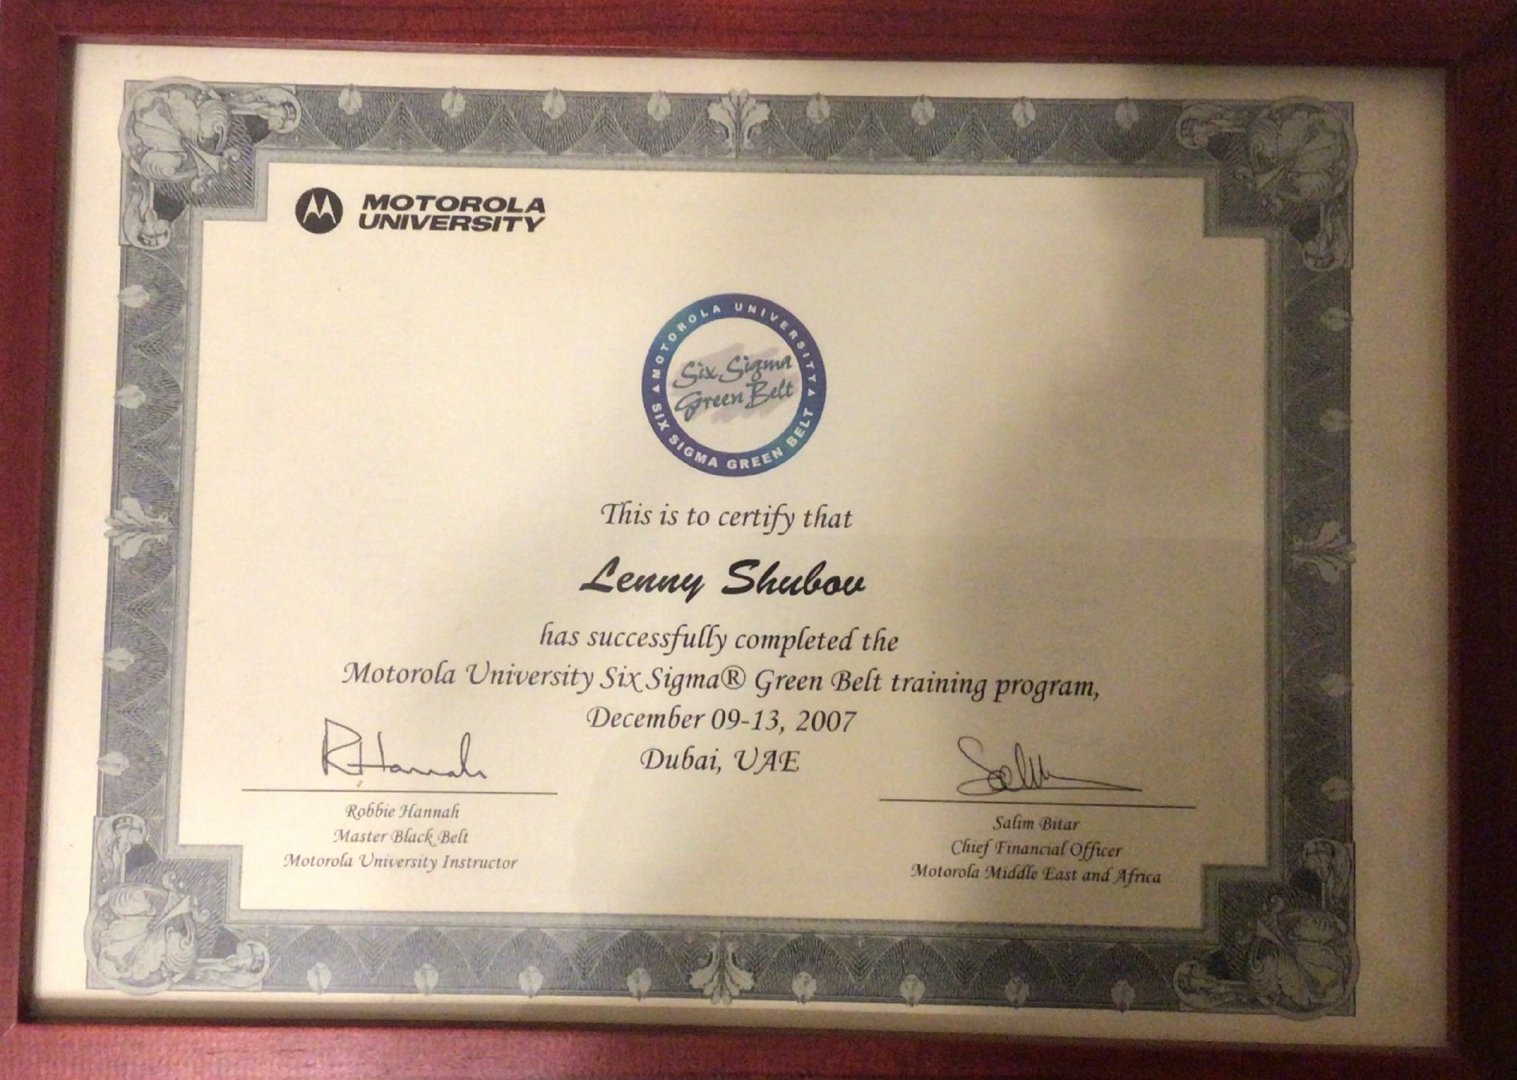 MOTOROLA
UNIVERSITY
MOTOROLA UNIVERSITY
Six Sigma
Green Belt
SIX SIGMA GREEN BELT
This is to certify that
Lenny Shubov
has successfully completed the
Motorola University Six Sigma® Green Belt training program,
December 09-13, 2007
Dubai, UAE
R Hannah
Robbie Hannah
Master Black Belt
Motorola University Instructor
Salim Bitar
Chief Financial Officer
Motorola Middle East and Africa